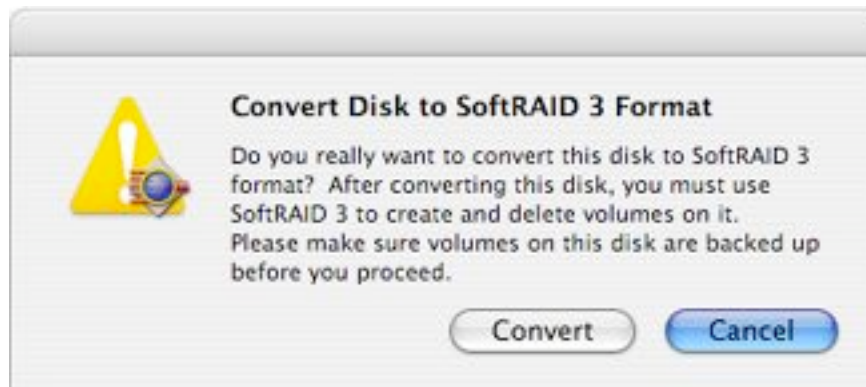 Convert Disk to SoftRAID 3 Format
Do you really want to convert this disk to SoftRAID 3
format? After converting this disk, you must use
SoftRAID 3 to create and delete volumes on it.
Please make sure volumes on this disk are backed up
before you proceed.
Convert
Cancel